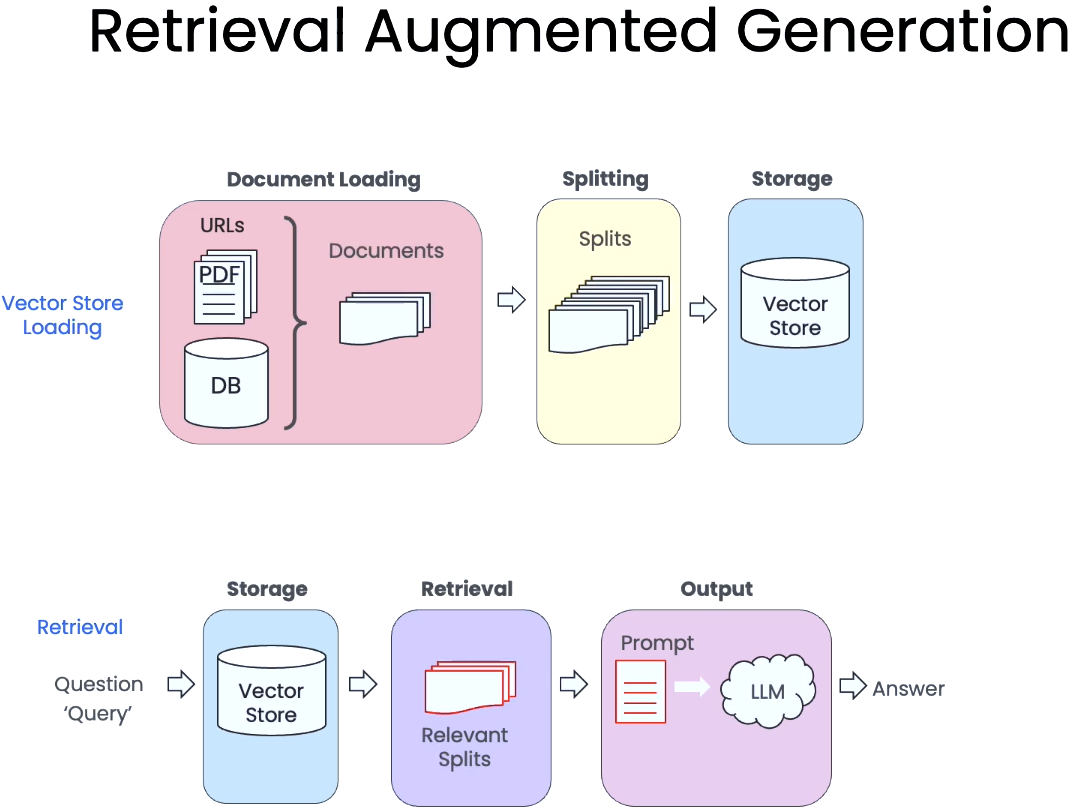 Retrieval Augmented Generation
Document Loading
Splitting
Storage
URLs
PDF
DB
Documents
Splits
Vector
Store
Vector Store
Loading
Storage
Retrieval
Output
Retrieval
Question
‘Query’
Vector
Store
Relevant
Splits
Prompt
LLM
Answer